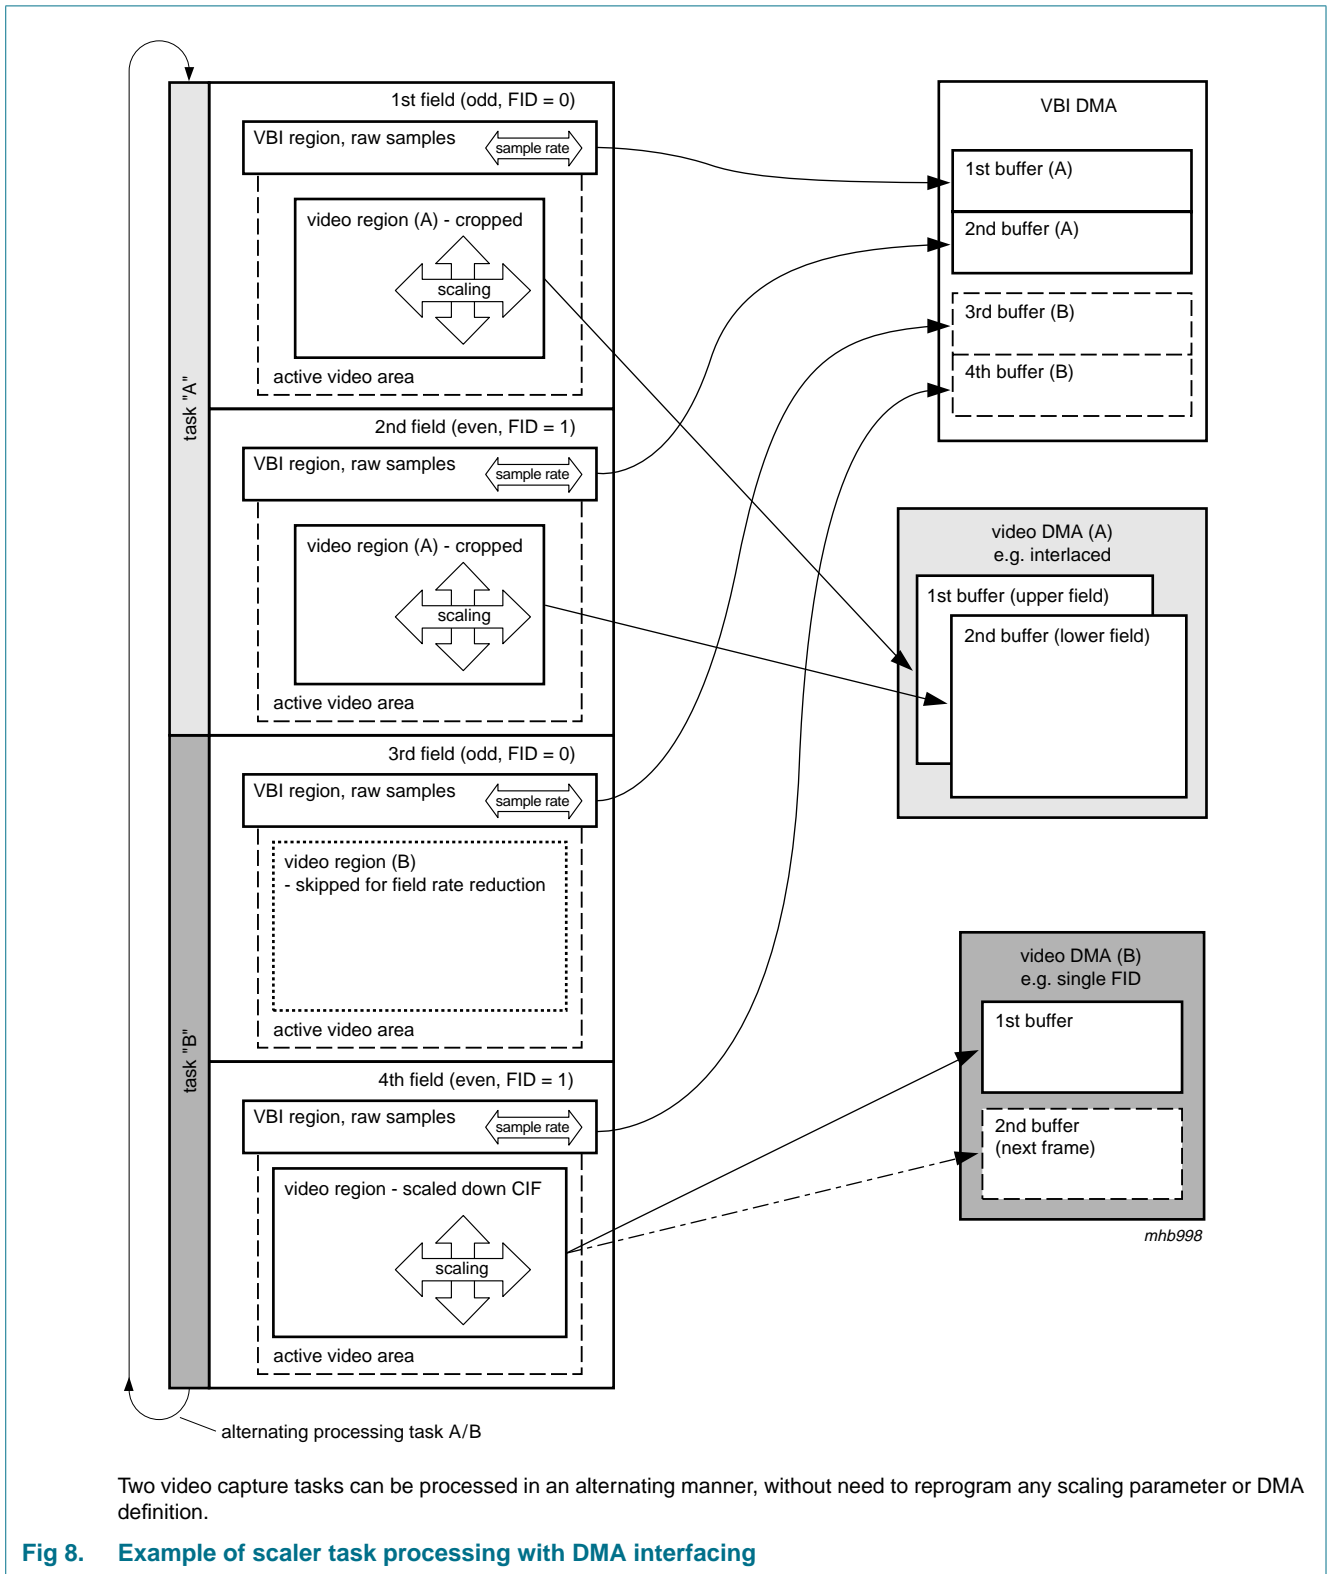 1st field (odd, FID = 0)
VBI region, raw samples
sample rate
video region (A) - cropped
scaling
active video area
task "A"
2nd field (even, FID = 1)
VBI region, raw samples
sample rate
video region (A) - cropped
scaling
active video area
3rd field (odd, FID = 0)
VBI region, raw samples
sample rate
video region (B)
- skipped for field rate reduction
active video area
task "B"
4th field (even, FID = 1)
VBI region, raw samples
sample rate
video region - scaled down CIF
scaling
active video area
alternating processing task A/B
VBI DMA
1st buffer (A)
2nd buffer (A)
3rd buffer (B)
4th buffer (B)
video DMA (A)
e.g. interlaced
1st buffer (upper field)
2nd buffer (lower field)
video DMA (B)
e.g. single FID
1st buffer
2nd buffer
(next frame)
mhb998
Two video capture tasks can be processed in an alternating manner, without need to reprogram any scaling parameter or DMA
definition.
Fig 8. Example of scaler task processing with DMA interfacing